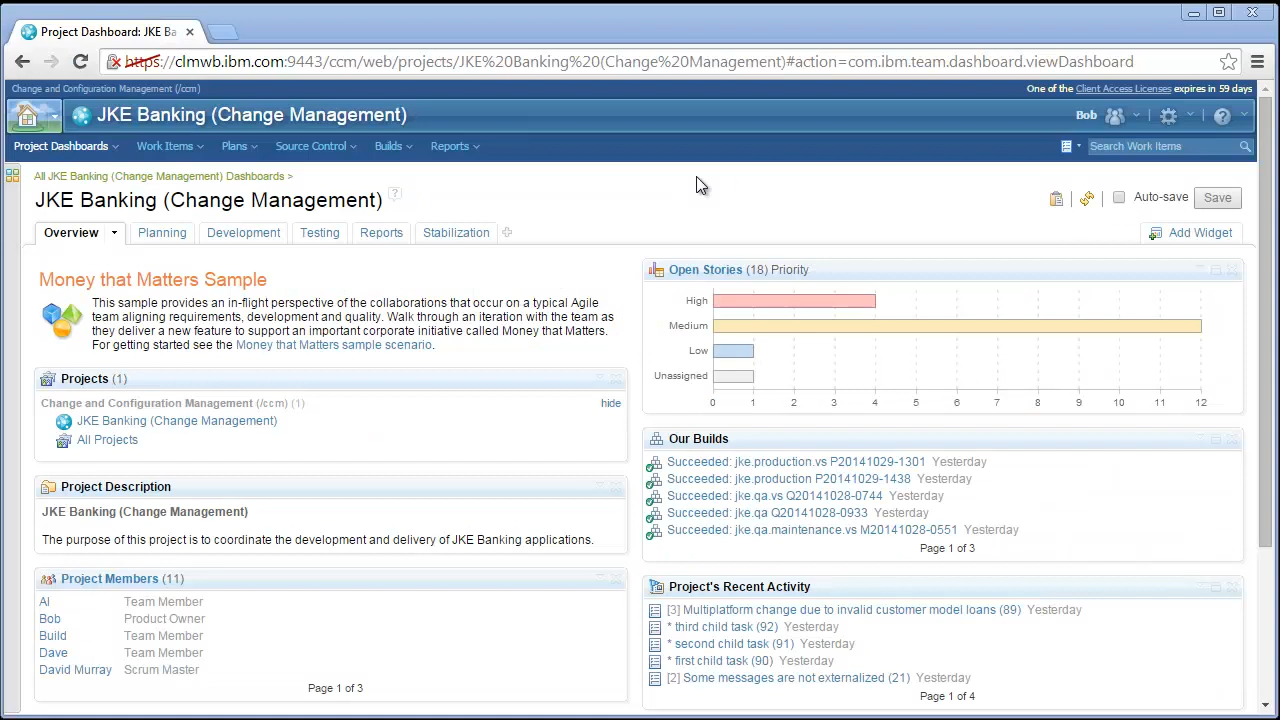 Project Dashboard: JKE Ba
https://clmwb.ibm.com:9443/ccm/web/projects/JKE%20Banking%20(Change%20Management)#action=com.ibm.team.dashboard.viewDashboard
Change and Configuration Management (/ccm)
One of the Client Access Licenses expires in 59 days
JKE Banking (Change Management)
Bob
Project Dashboards
Work Items
Plans
Source Control
Builds
Reports
Search Work Items
All JKE Banking (Change Management) Dashboards >
JKE Banking (Change Management)
?
Auto-save
Save
Overview
Planning
Development
Testing
Reports
Stabilization
Add Widget
Money that Matters Sample
This sample provides an in-flight perspective of the collaborations that occur on a typical Agile
team aligning requirements, development and quality. Walk through an iteration with the team as
they deliver a new feature to support an important corporate initiative called Money that Matters.
For getting started see the Money that Matters sample scenario.
Projects (1)
Change and Configuration Management (/ccm) (1)
hide
JKE Banking (Change Management)
All Projects
Project Description
JKE Banking (Change Management)
The purpose of this project is to coordinate the development and delivery of JKE Banking applications.
Project Members (11)
Al Team Member
Bob Product Owner
Build Team Member
Dave Team Member
David Murray Scrum Master
Page 1 of 3
Open Stories (18) Priority
High
Medium
Low
Unassigned
0 1 2 3 4 5 6 7 8 9 10 11 12
Our Builds
Succeeded: jke.production.vs P20141029-1301 Yesterday
Succeeded: jke.production P20141029-1438 Yesterday
Succeeded: jke.qa.vs Q20141028-0744 Yesterday
Succeeded: jke.qa Q20141028-0933 Yesterday
Succeeded: jke.qa.maintenance.vs M20141028-0551 Yesterday
Page 1 of 3
Project's Recent Activity
[3] Multiplatform change due to invalid customer model loans (89) Yesterday
* third child task (92) Yesterday
* second child task (91) Yesterday
* first child task (90) Yesterday
[2] Some messages are not externalized (21) Yesterday
Page 1 of 4